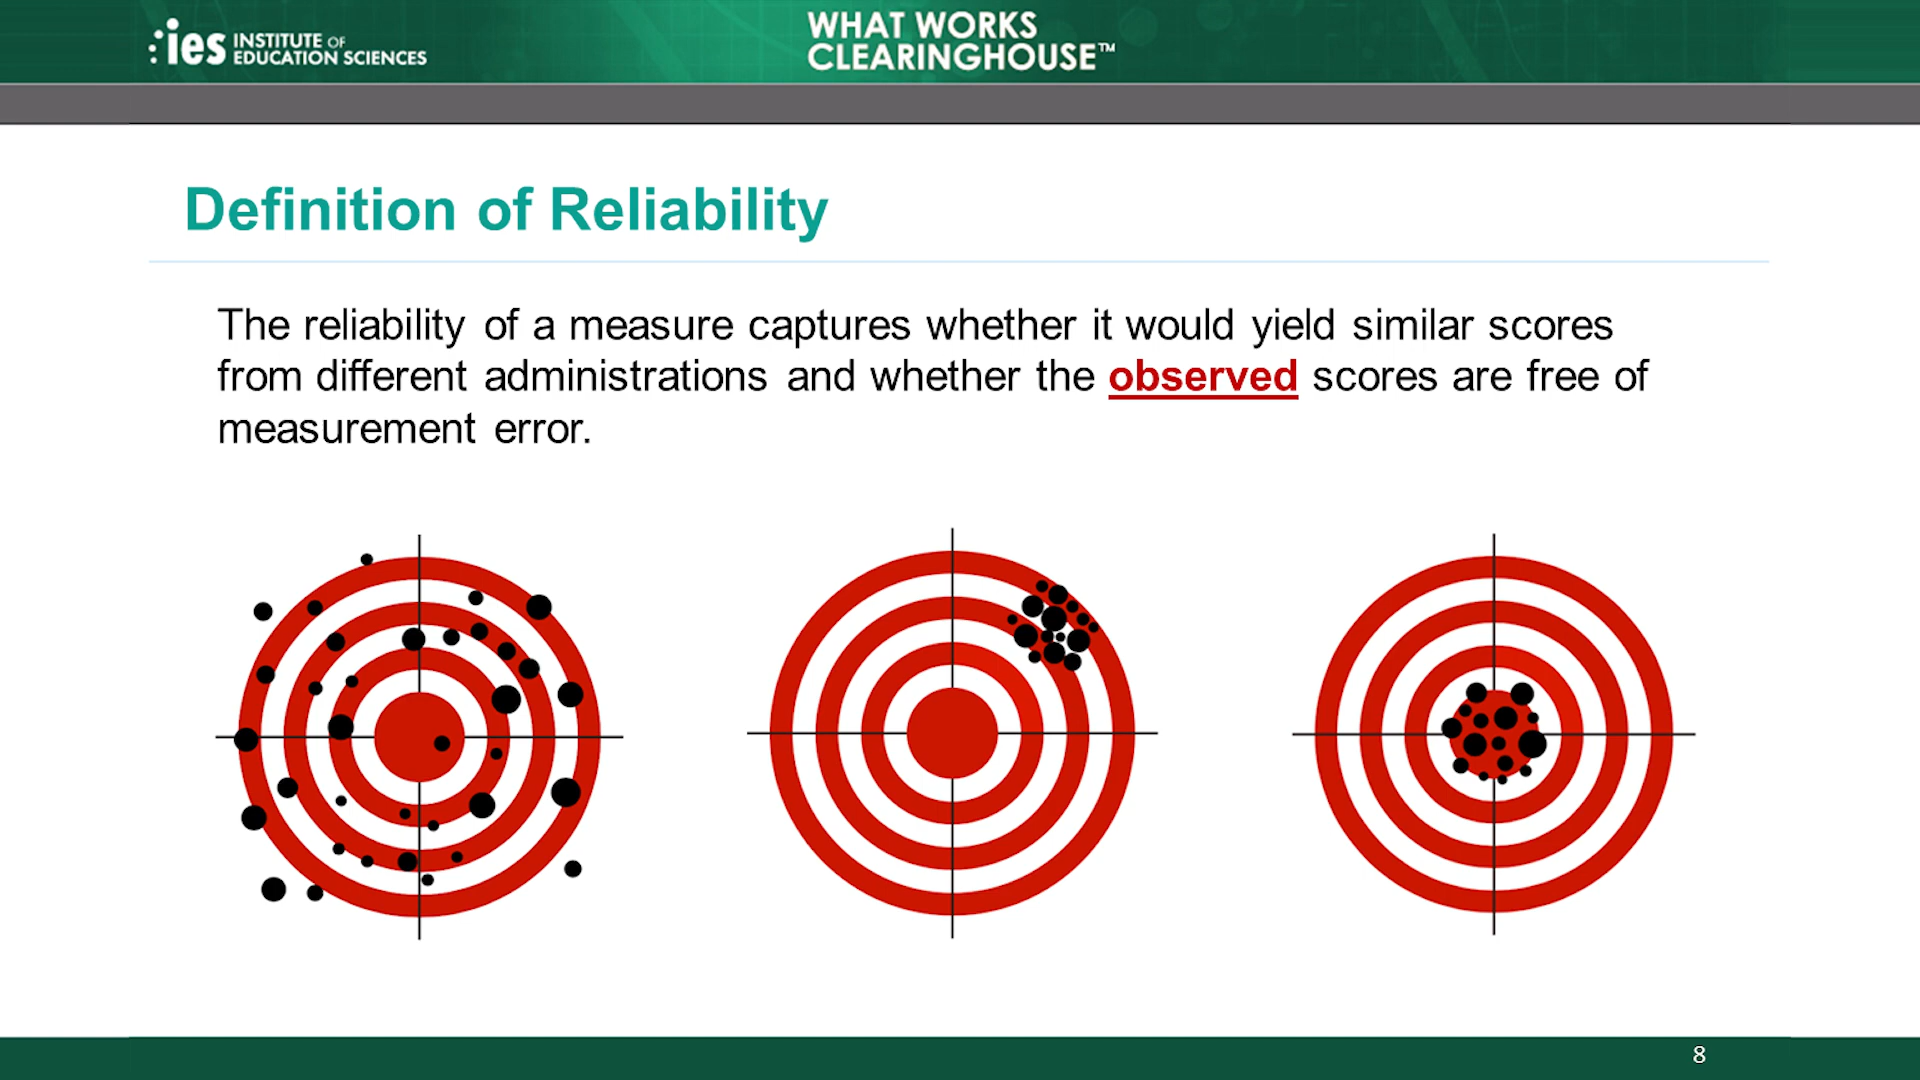 ies INSTITUTE OF
EDUCATION SCIENCES
WHAT WORKS
CLEARINGHOUSE™
Definition of Reliability
The reliability of a measure captures whether it would yield similar scores
from different administrations and whether the observed scores are free of
measurement error.
8